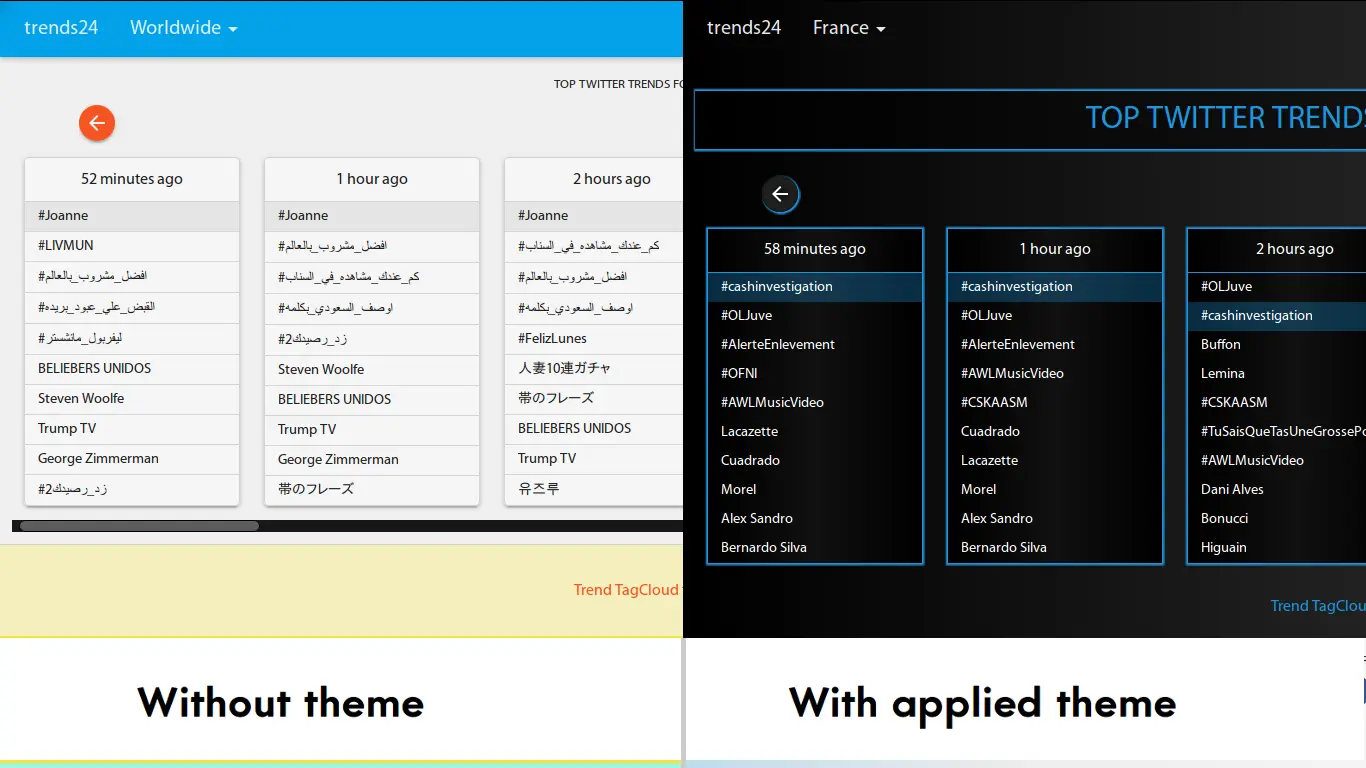 trends24 Worldwide
TOP TWITTER TRENDS FO
52 minutes ago
#Joanne
#LIVMUN
#افضل_مشروب_بالعالم
#القبض_علي_عبود_بريده
#ليفربول_مانشستر
BELIEBERS UNIDOS
Steven Woolfe
Trump TV
George Zimmerman
#زد_رصيدك2
1 hour ago
#Joanne
#افضل_مشروب_بالعالم
#كم_عندك_مشاهده_في_السناب
#اوصف_السعودي_بكلمه
#زد_رصيدك2
Steven Woolfe
BELIEBERS UNIDOS
Trump TV
George Zimmerman
帯のフレーズ
2 hours ago
#Joanne
#كم_عندك_مشاهده_في_السناب
#افضل_مشروب_بالعالم
#اوصف_السعودي_بكلمه
#FelizLunes
人妻10連ガチャ
帯のフレーズ
BELIEBERS UNIDOS
Trump TV
유즈루
Trend TagCloud
Without theme
trends24 France
TOP TWITTER TRENDS
58 minutes ago
#cashinvestigation
#OLJuve
#AlerteEnlevement
#OFNI
#AWLMusicVideo
Lacazette
Cuadrado
Morel
Alex Sandro
Bernardo Silva
1 hour ago
#cashinvestigation
#OLJuve
#AlerteEnlevement
#AWLMusicVideo
#CSKAASM
Cuadrado
Lacazette
Morel
Alex Sandro
Bernardo Silva
2 hours ago
#OLJuve
#cashinvestigation
Buffon
Lemina
#CSKAASM
#TuSaisQueTasUneGrossePo
#AWLMusicVideo
Dani Alves
Bonucci
Higuain
Trend TagClou
With applied theme